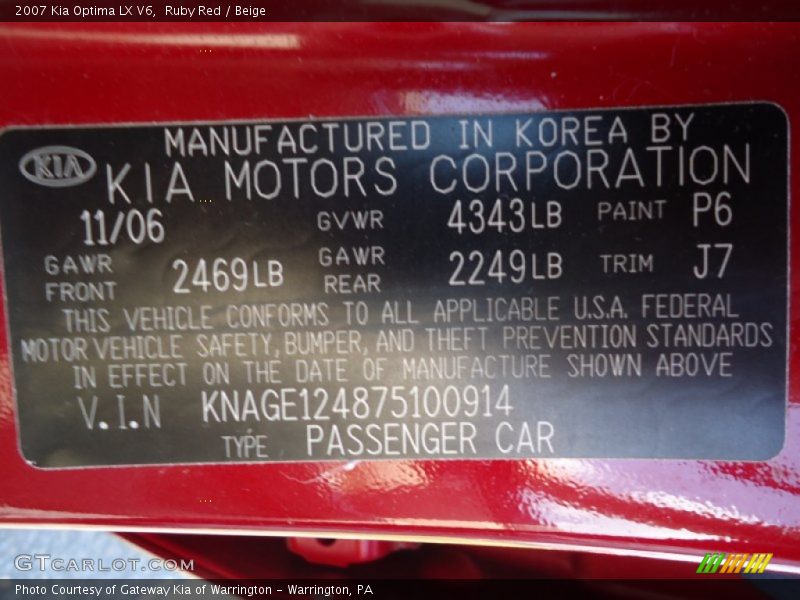 2007 Kia Optima LX V6, Ruby Red / Beige
MANUFACTURED IN KOREA BY
KIA KIA MOTORS CORPORATION
11/06 GVWR 4343LB PAINT P6
GAWR FRONT 2469LB GAWR REAR 2249LB TRIM J7
THIS VEHICLE CONFORMS TO ALL APPLICABLE U.S.A. FEDERAL
MOTOR VEHICLE SAFETY, BUMPER, AND THEFT PREVENTION STANDARDS
IN EFFECT ON THE DATE OF MANUFACTURE SHOWN ABOVE
V.I.N KNAGE124875100914
TYPE PASSENGER CAR
GTCarLot.com
Photo Courtesy of Gateway Kia of Warrington - Warrington, PA